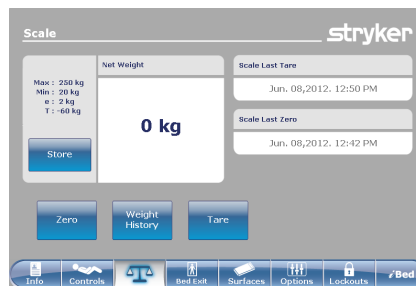 Scale
stryker
Max : 250 kg
Min : 20 kg
e : 2 kg
T : -60 kg
Store
Net Weight
0 kg
Scale Last Tare
Jun. 08,2012. 12:50 PM
Scale Last Zero
Jun. 08,2012. 12:42 PM
Zero
Weight
History
Tare
Info
Controls
Bed Exit
Surfaces
Options
Lockouts
iBed